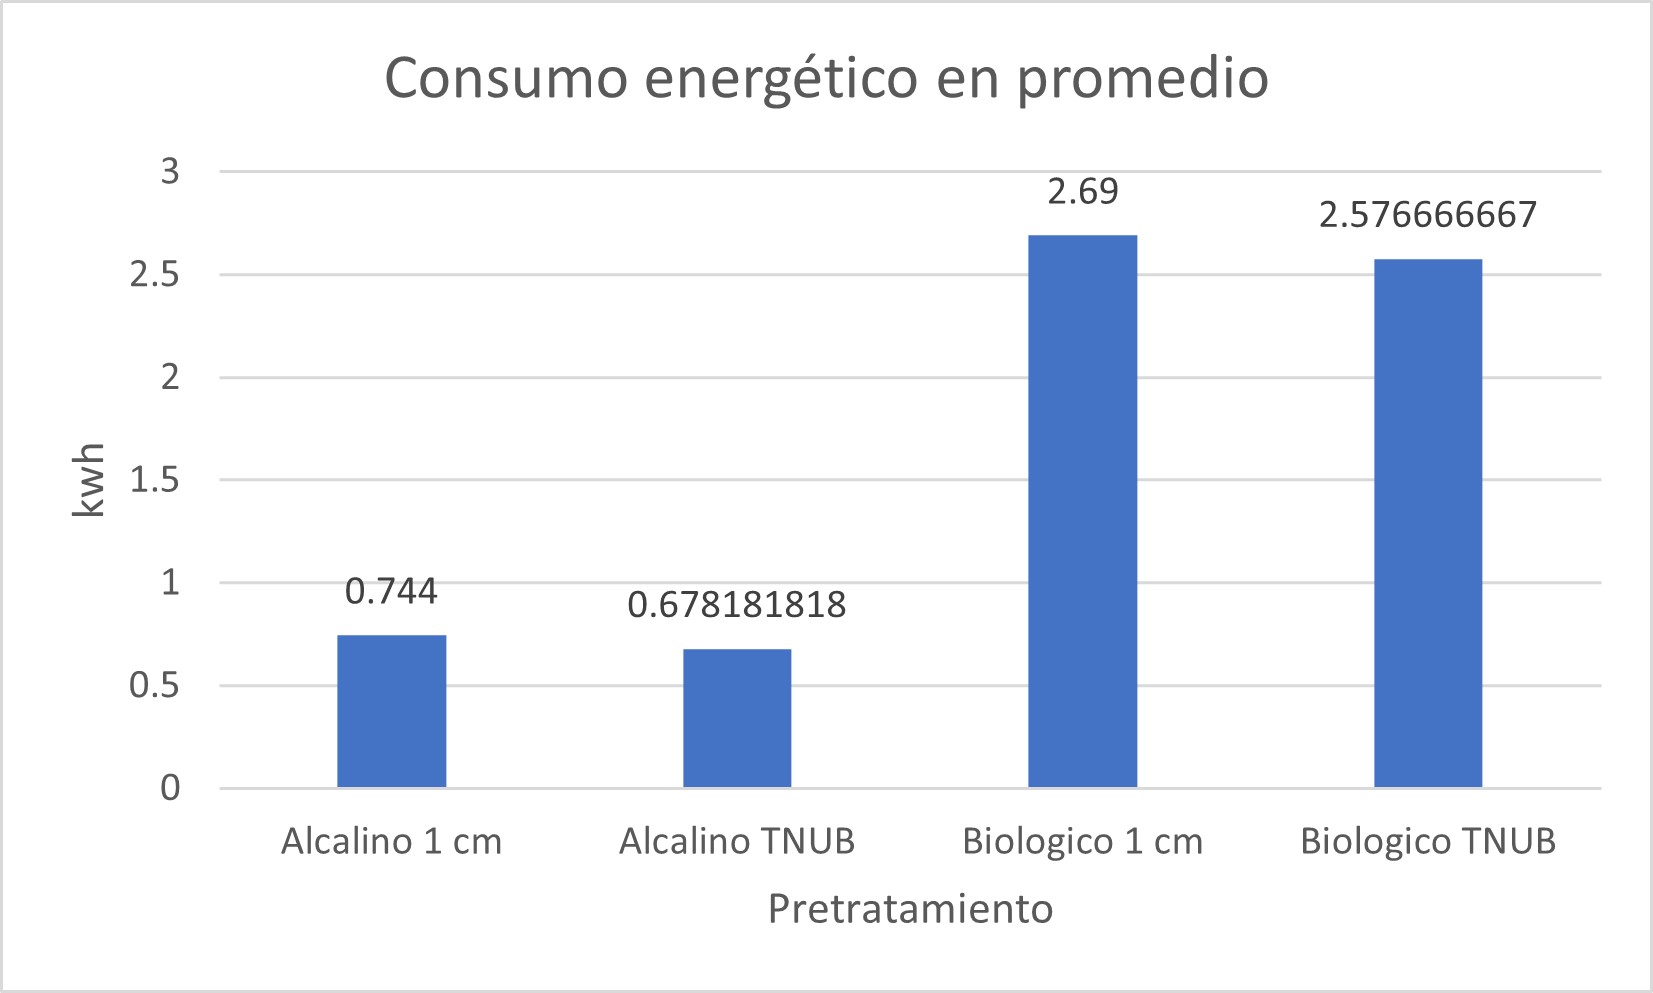 Consumo energético en promedio
3
2.5
2
1.5
1
0.5
0
kwh
0.744
0.678181818
2.69
2.576666667
Alcalino 1 cm
Alcalino TNUB
Biologico 1 cm
Biologico TNUB
Pretratamiento